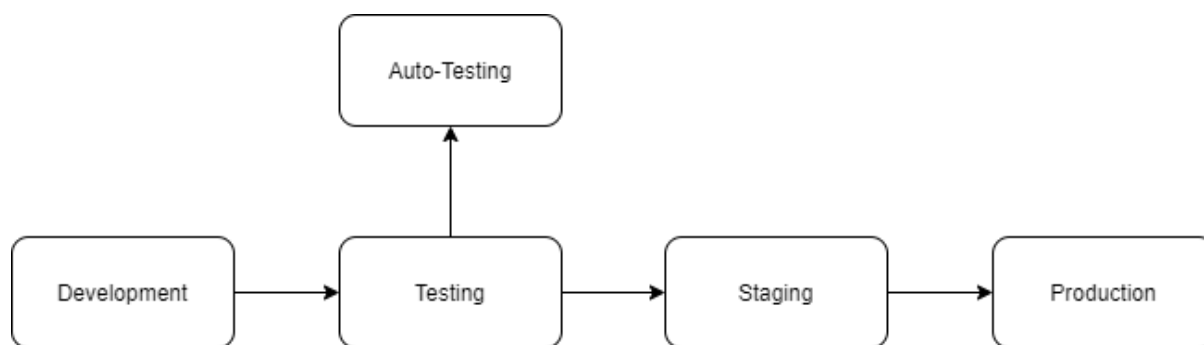 Auto-Testing
Development
Testing
Staging
Production